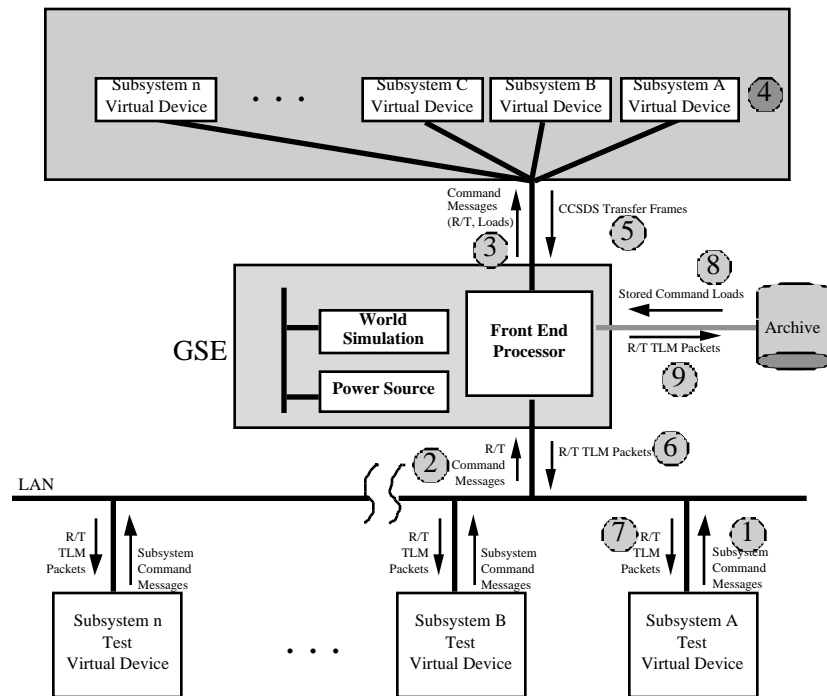 Subsystem n
Virtual Device
. . .
Subsystem C
Virtual Device
Subsystem B
Virtual Device
Subsystem A
Virtual Device
4
Command
Messages
(R/T, Loads)
3
CCSDS Transfer Frames
5
8
Stored Command Loads
Archive
R/T TLM Packets
9
GSE
World
Simulation
Power Source
Front End
Processor
2
R/T
Command
Messages
R/T TLM Packets
6
LAN
R/T
TLM
Packets
Subsystem
Command
Messages
R/T
TLM
Packets
Subsystem
Command
Messages
7
R/T
TLM
Packets
1
Subsystem
Command
Messages
Subsystem n
Test
Virtual Device
. . .
Subsystem B
Test
Virtual Device
Subsystem A
Test
Virtual Device